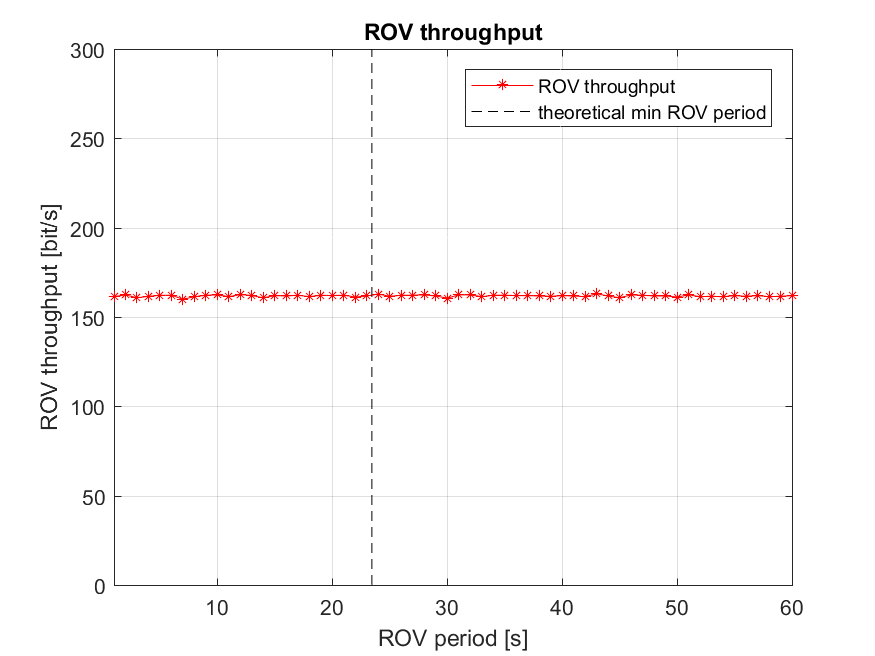 ROV throughput
ROV throughput
theoretical min ROV period
ROV throughput [bit/s]
300
250
200
150
100
50
0
10 20 30 40 50 60
ROV period [s]